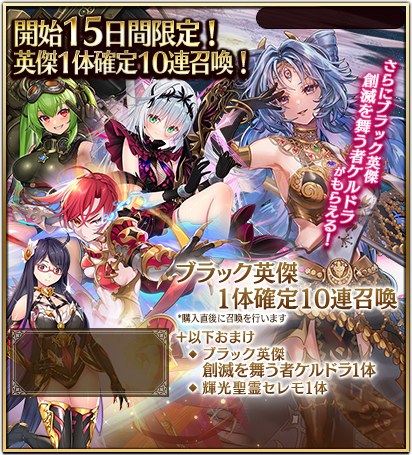 開始15日間限定！
英傑1体確定10連召喚！
さらにブラック英傑
創滅を舞う者ケルドラ
がもらえる！
ブラック英傑
1体確定10連召喚
*購入直後に召喚を行います
＋以下おまけ
◆ ブラック英傑
創滅を舞う者ケルドラ1体
◆ 輝光聖霊セレモ1体